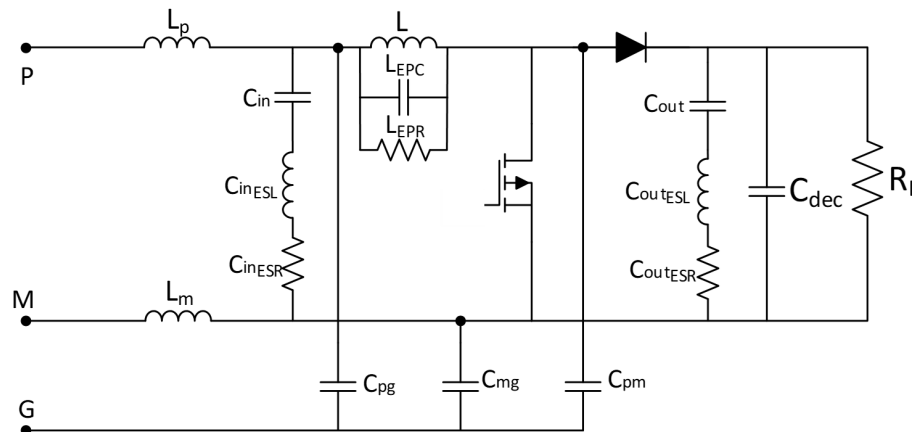 Lp
L
P
LEPC
Cin
Cout
LEPR
CinESL
CoutESL
Cdec
CinESR
CoutESR
M
Lm
Cpg
Cmg
Cpm
G